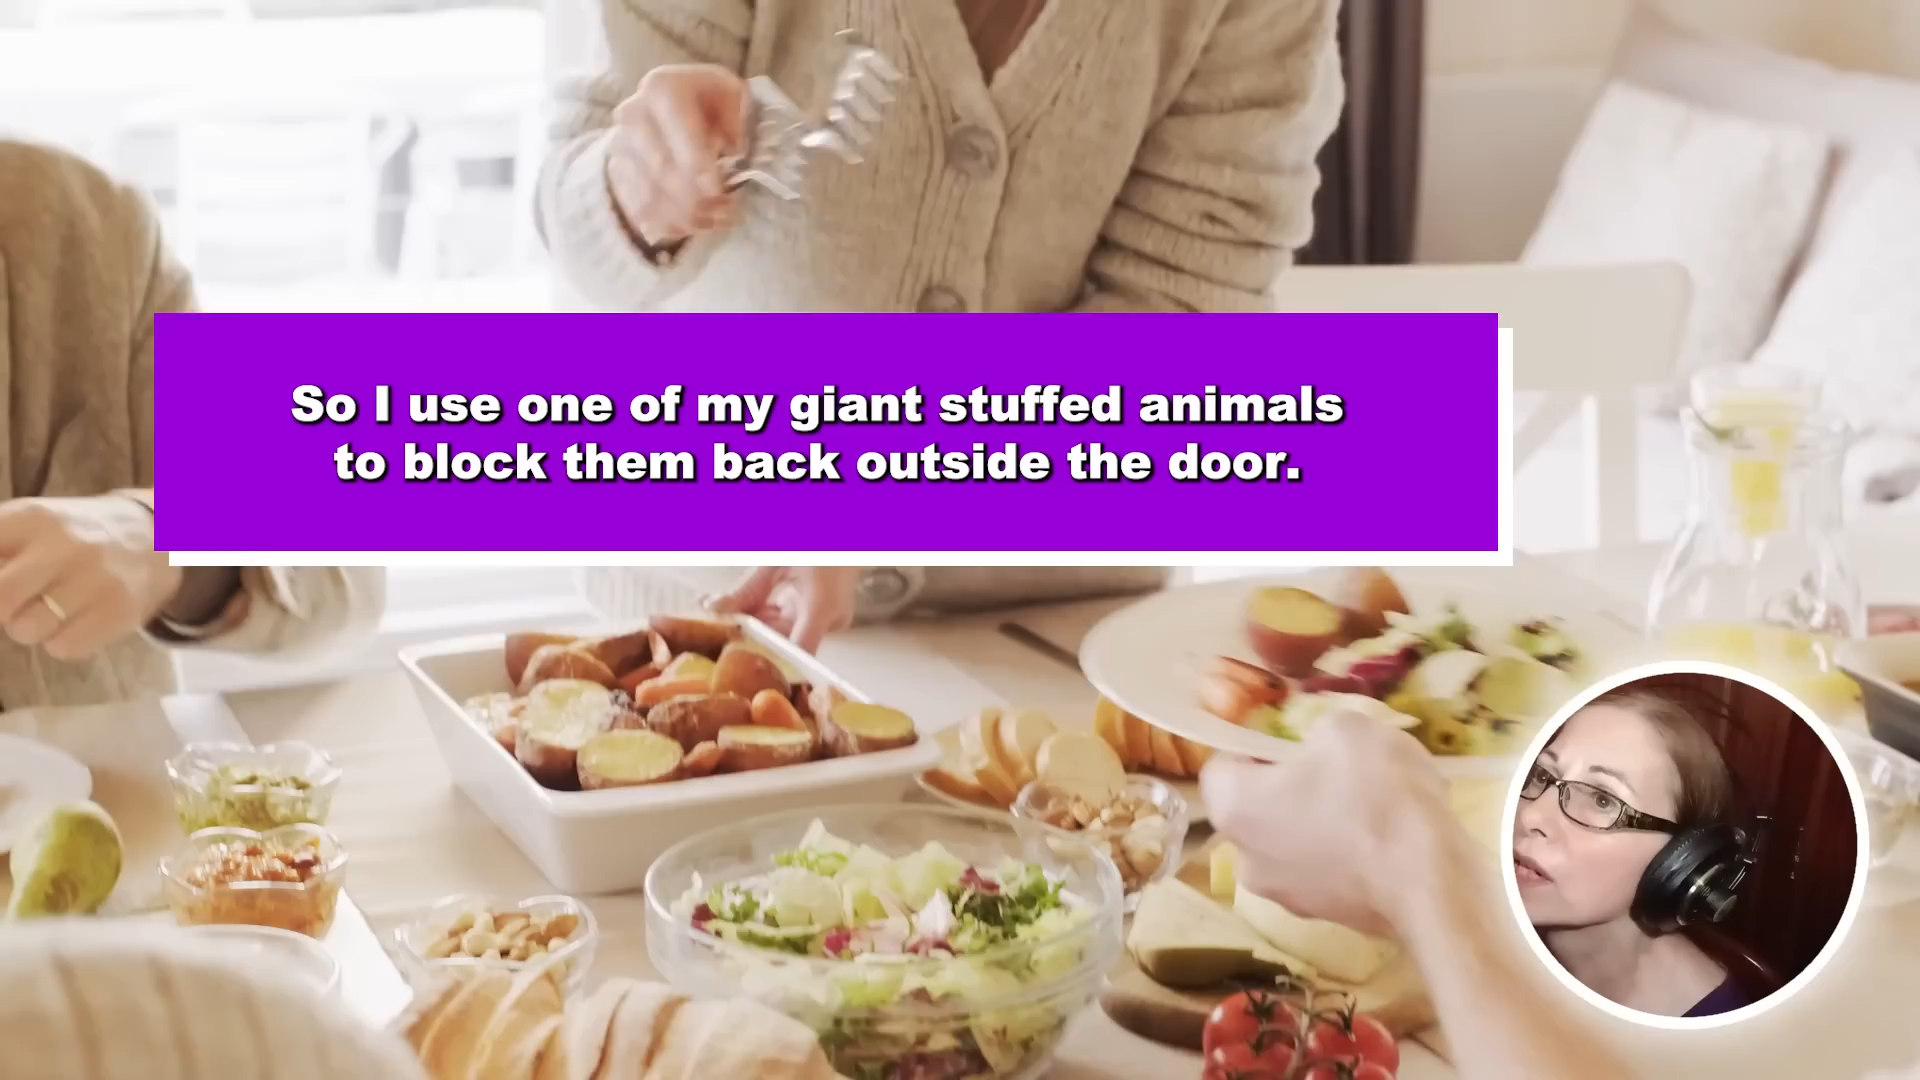 So I use one of my giant stuffed animals
to block them back outside the door.